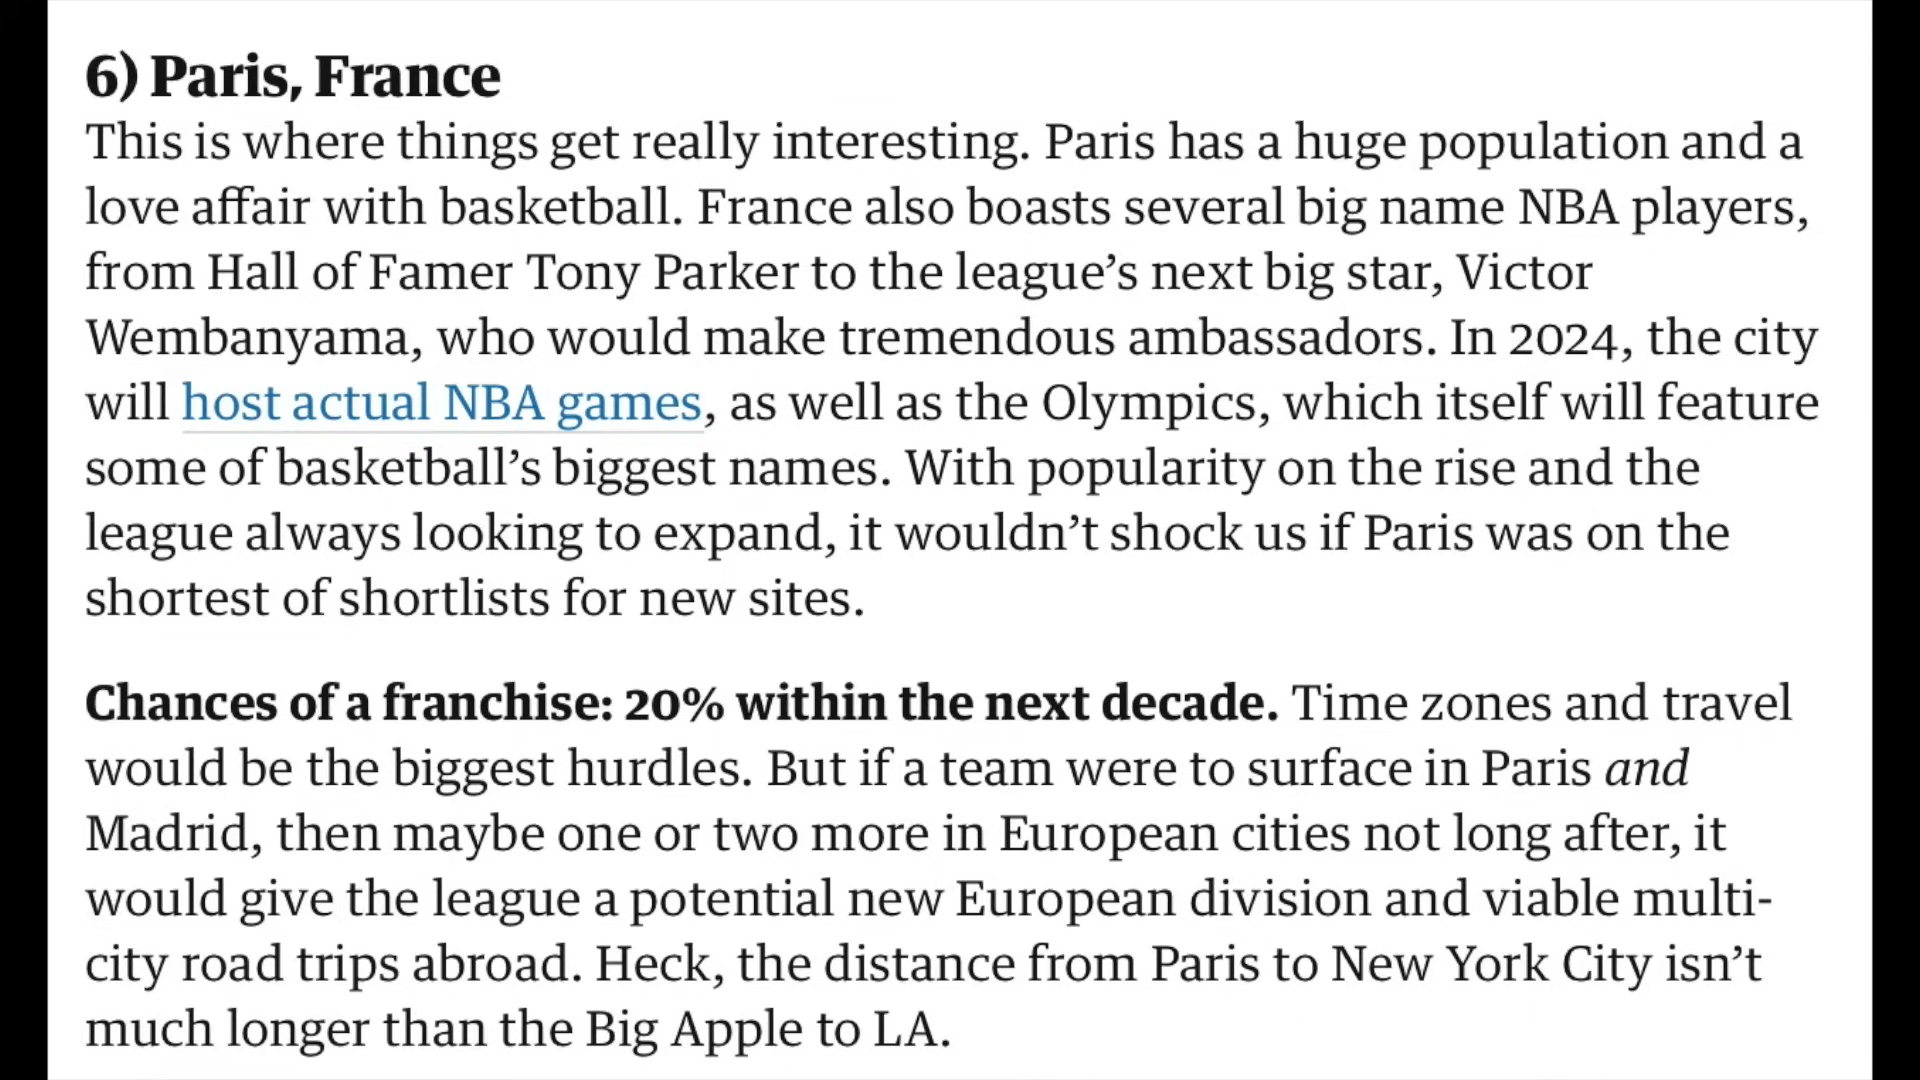 6) Paris, France
This is where things get really interesting. Paris has a huge population and a
love affair with basketball. France also boasts several big name NBA players,
from Hall of Famer Tony Parker to the league’s next big star, Victor
Wembanyama, who would make tremendous ambassadors. In 2024, the city
will host actual NBA games, as well as the Olympics, which itself will feature
some of basketball’s biggest names. With popularity on the rise and the
league always looking to expand, it wouldn’t shock us if Paris was on the
shortest of shortlists for new sites.
Chances of a franchise: 20% within the next decade. Time zones and travel
would be the biggest hurdles. But if a team were to surface in Paris and
Madrid, then maybe one or two more in European cities not long after, it
would give the league a potential new European division and viable multi-
city road trips abroad. Heck, the distance from Paris to New York City isn’t
much longer than the Big Apple to LA.